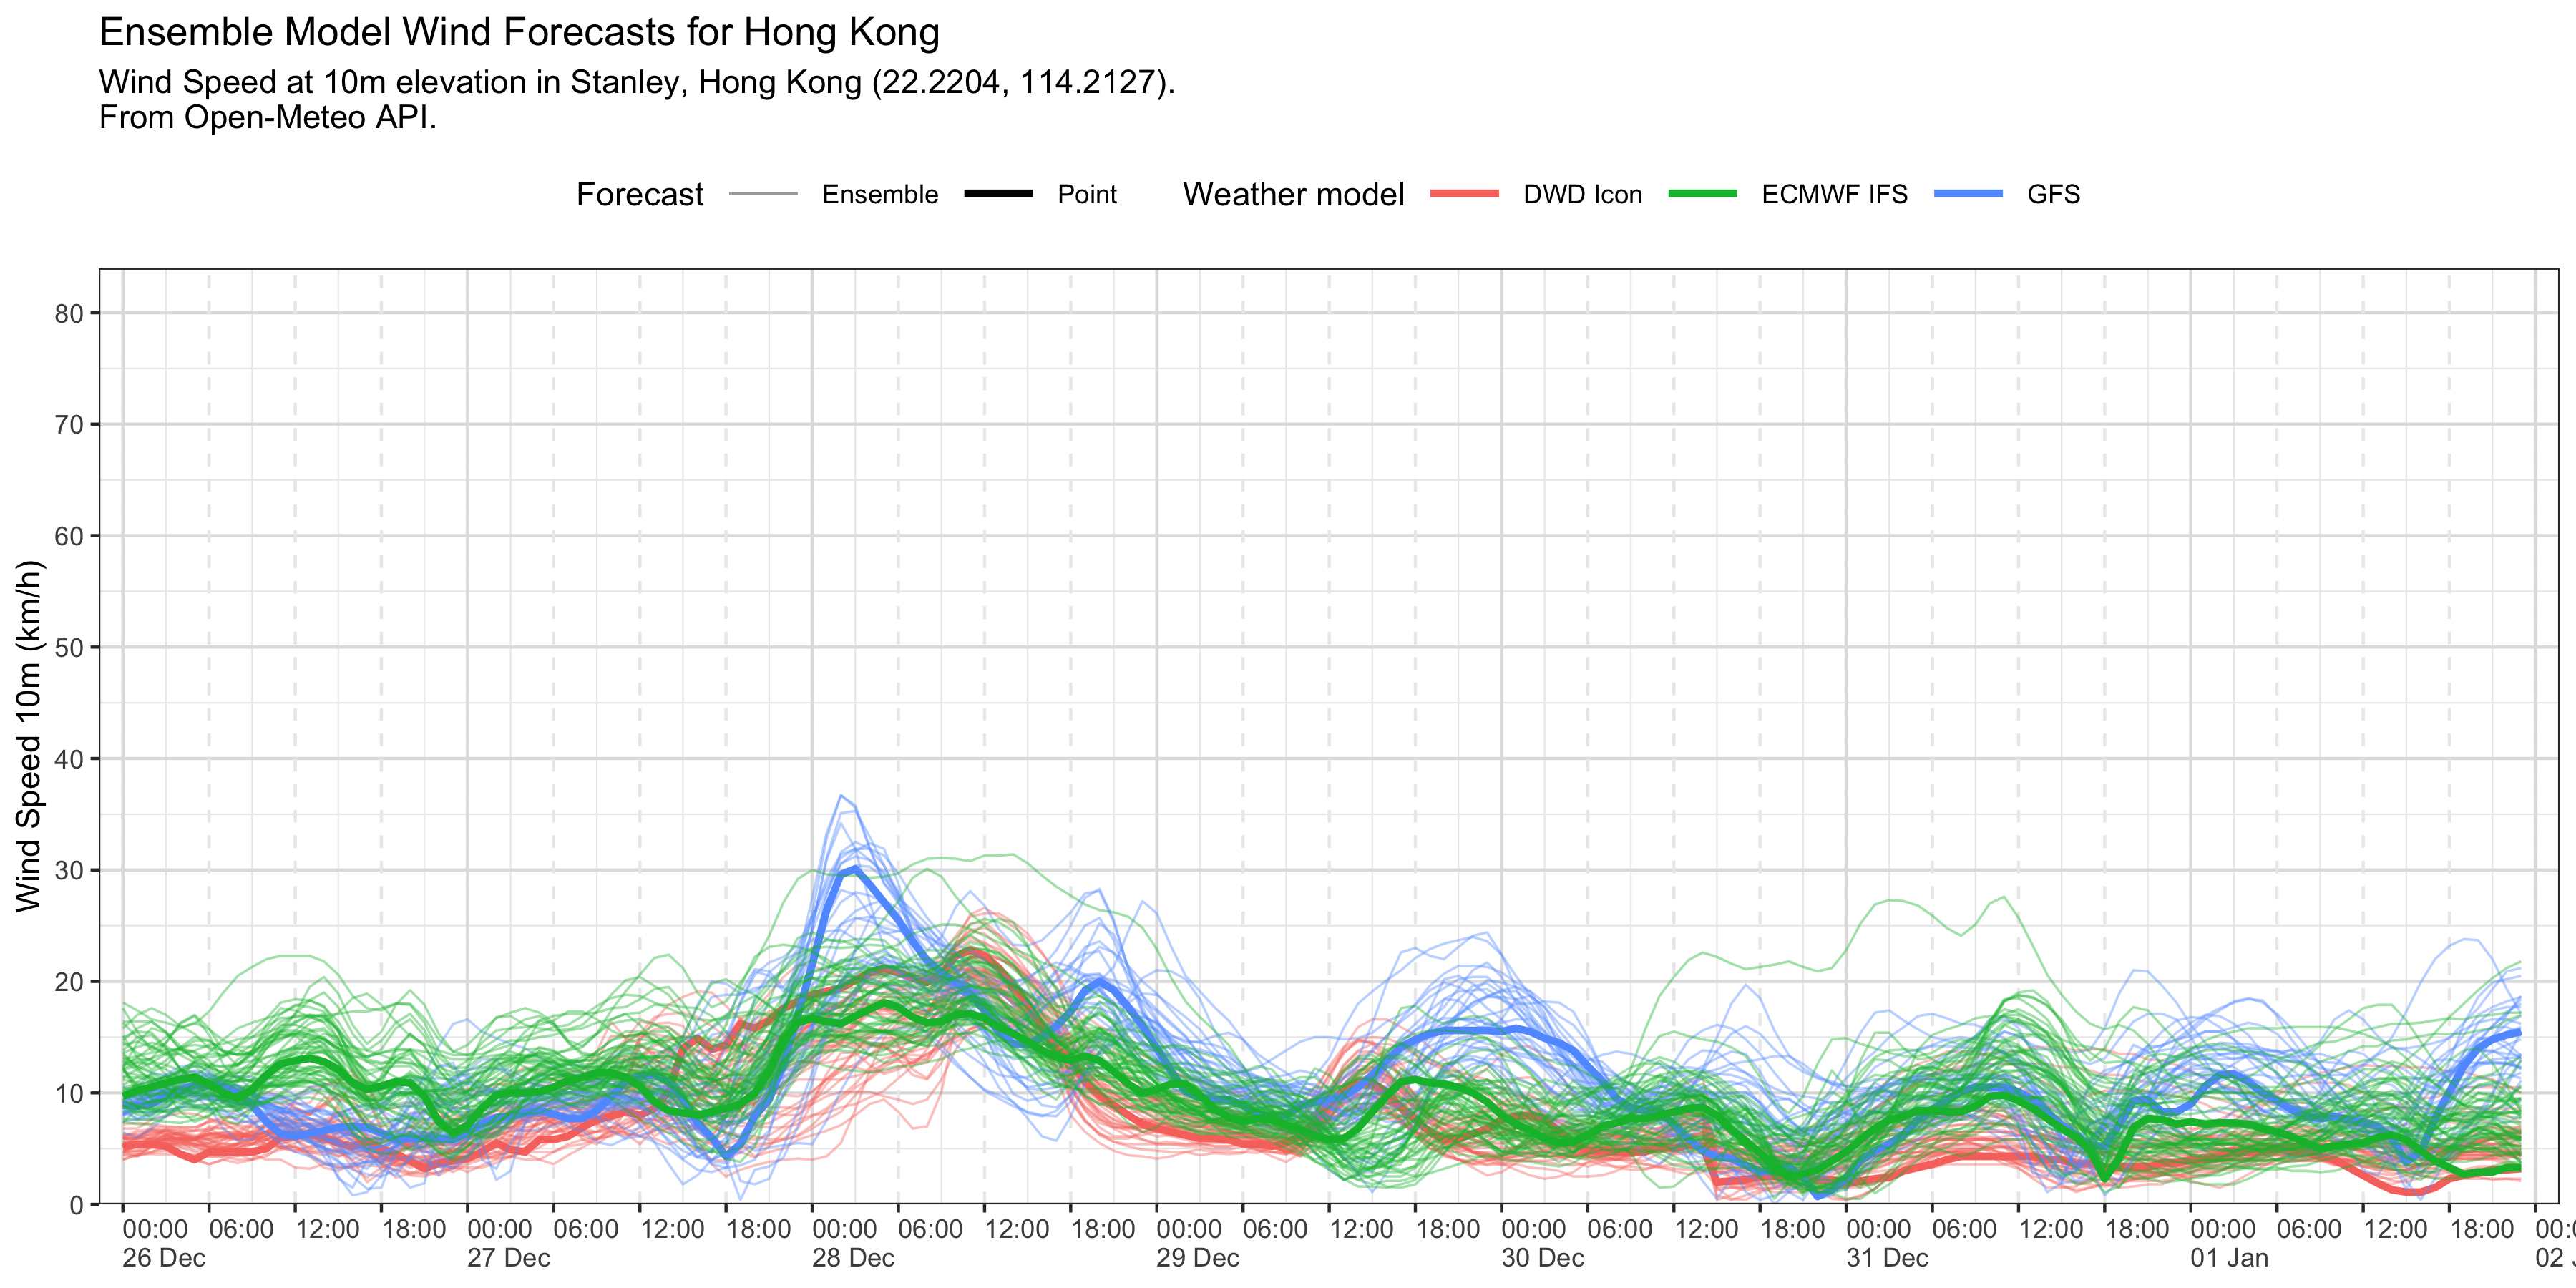 Ensemble Model Wind Forecasts for Hong Kong
Wind Speed at 10m elevation in Stanley, Hong Kong (22.2204, 114.2127).
From Open-Meteo API.
Forecast Ensemble Point Weather model DWD Icon ECMWF IFS GFS
Wind Speed 10m (km/h)
80
70
60
50
40
30
20
10
0
00:00 06:00 12:00 18:00 00:00 06:00 12:00 18:00 00:00 06:00 12:00 18:00 00:00 06:00 12:00 18:00 00:00 06:00 12:00 18:00 00:00 06:00 12:00 18:00 00:00 06:00 12:00 18:00
26 Dec 27 Dec 28 Dec 29 Dec 30 Dec 31 Dec 01 Jan 02